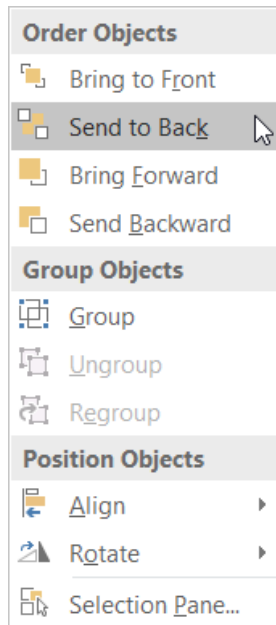 Order Objects
Bring to Front
Send to Back
Bring Forward
Send Backward
Group Objects
Group
Ungroup
Regroup
Position Objects
Align
Rotate
Selection Pane...